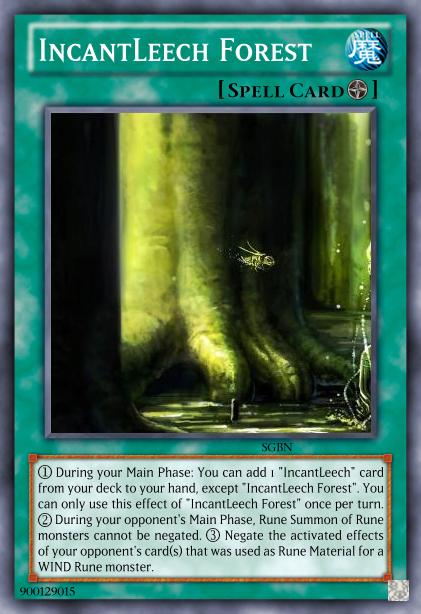 IncantLeech Forest
SPELL
魔
[Spell Card]
SGBN
① During your Main Phase: You can add 1 "IncantLeech" card
from your deck to your hand, except "IncantLeech Forest". You
can only use this effect of "IncantLeech Forest" once per turn.
② During your opponent's Main Phase, Rune Summon of Rune
monsters cannot be negated. ③ Negate the activated effects
of your opponent's card(s) that was used as Rune Material for a
WIND Rune monster.
900129015